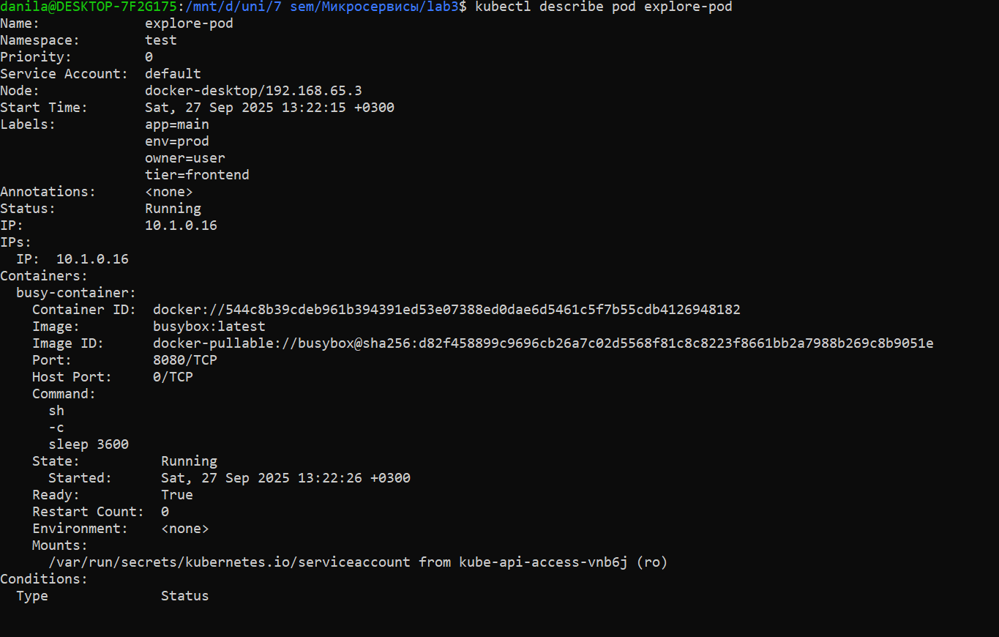 danila@DESKTOP-7F2G175:/mnt/d/uni/7 sem/Микросервисы/lab3$ kubectl describe pod explore-pod
Name:             explore-pod
Namespace:        test
Priority:         0
Service Account:  default
Node:             docker-desktop/192.168.65.3
Start Time:       Sat, 27 Sep 2025 13:22:15 +0300
Labels:           app=main
                  env=prod
                  owner=user
                  tier=frontend
Annotations:      <none>
Status:           Running
IP:               10.1.0.16
IPs:
  IP:  10.1.0.16
Containers:
  busy-container:
    Container ID:  docker://544c8b39cdeb961b394391ed53e07388ed0dae6d5461c5f7b55cdb4126948182
    Image:         busybox:latest
    Image ID:      docker-pullable://busybox@sha256:d82f458899c9696cb26a7c02d5568f81c8c8223f8661bb2a7988b269c8b9051e
    Port:          8080/TCP
    Host Port:     0/TCP
    Command:
      sh
      -c
      sleep 3600
    State:          Running
      Started:      Sat, 27 Sep 2025 13:22:26 +0300
    Ready:          True
    Restart Count:  0
    Environment:    <none>
    Mounts:
      /var/run/secrets/kubernetes.io/serviceaccount from kube-api-access-vnb6j (ro)
Conditions:
  Type              Status